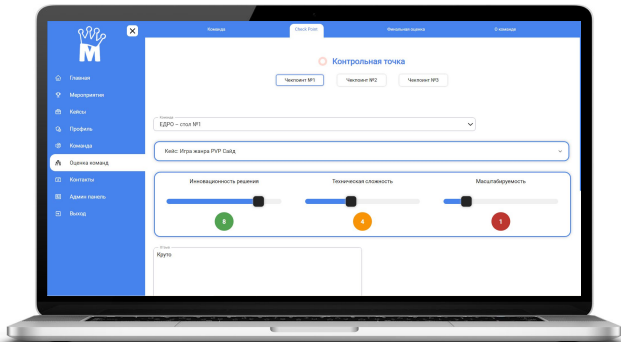 M
Команда
Check Point
Финальная оценка
О команде
Главная
Мероприятия
Кейсы
Профиль
Команда
Оценка команд
Контакты
Админ панель
Выход
Контрольная точка
Чекпоинт №1
Чекпоинт №2
Чекпоинт №3
Команда
ЕДРО – стол №1
Кейс: Игра жанра PVP Сайд
Инновационность решения
Техническая сложность
Масштабируемость
8
4
1
Отзыв
Круто